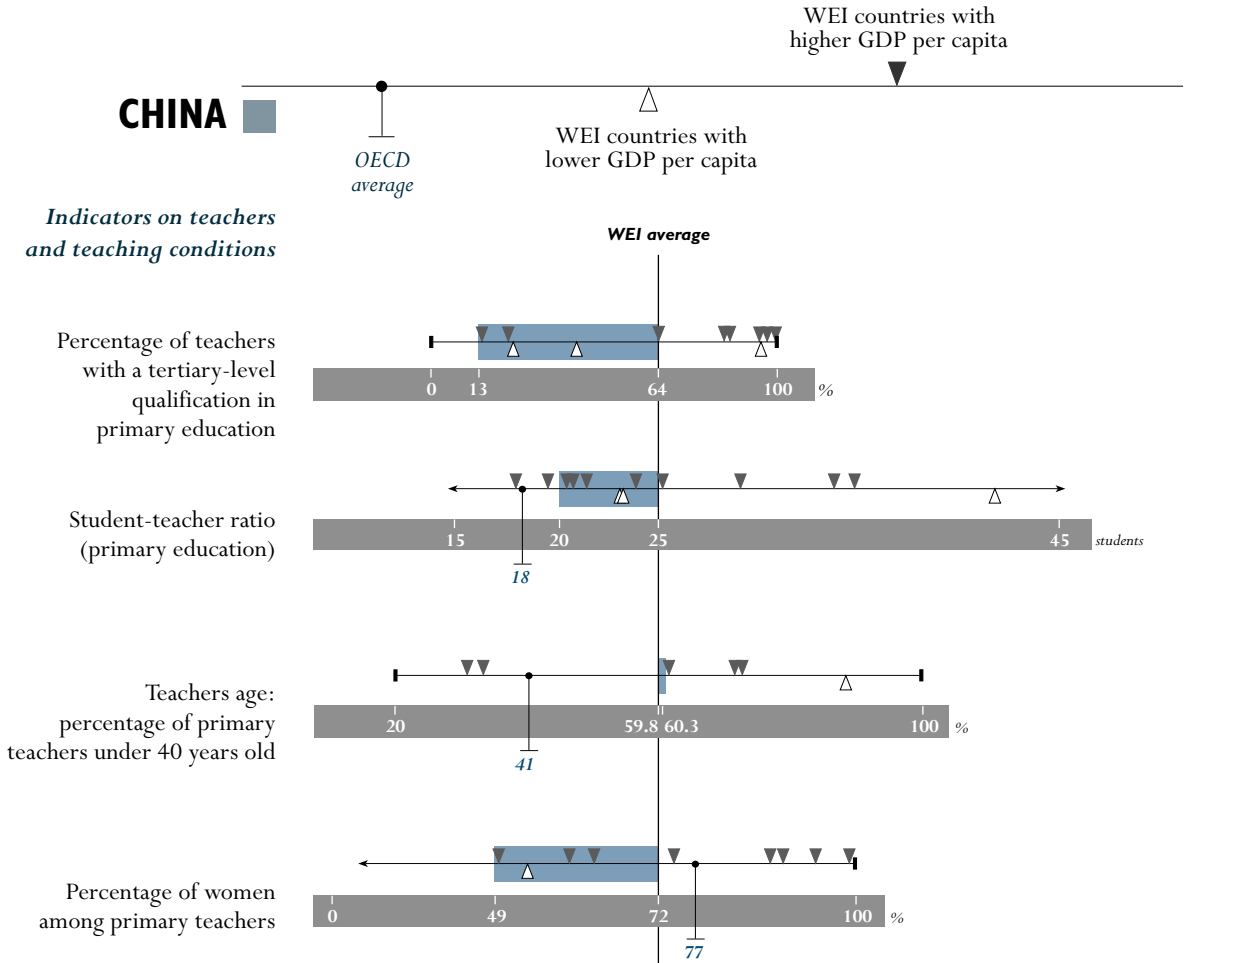 WEI countries with
higher GDP per capita
CHINA
OECD
average
WEI countries with
lower GDP per capita
Indicators on teachers
and teaching conditions
WEI average
Percentage of teachers
with a tertiary-level
qualification in
primary education
0 13 64 100 %
Student-teacher ratio
(primary education)
15 20 25 45 students
18
Teachers age:
percentage of primary
teachers under 40 years old
20 59.8 60.3 100 %
41
Percentage of women
among primary teachers
0 49 72 100 %
77